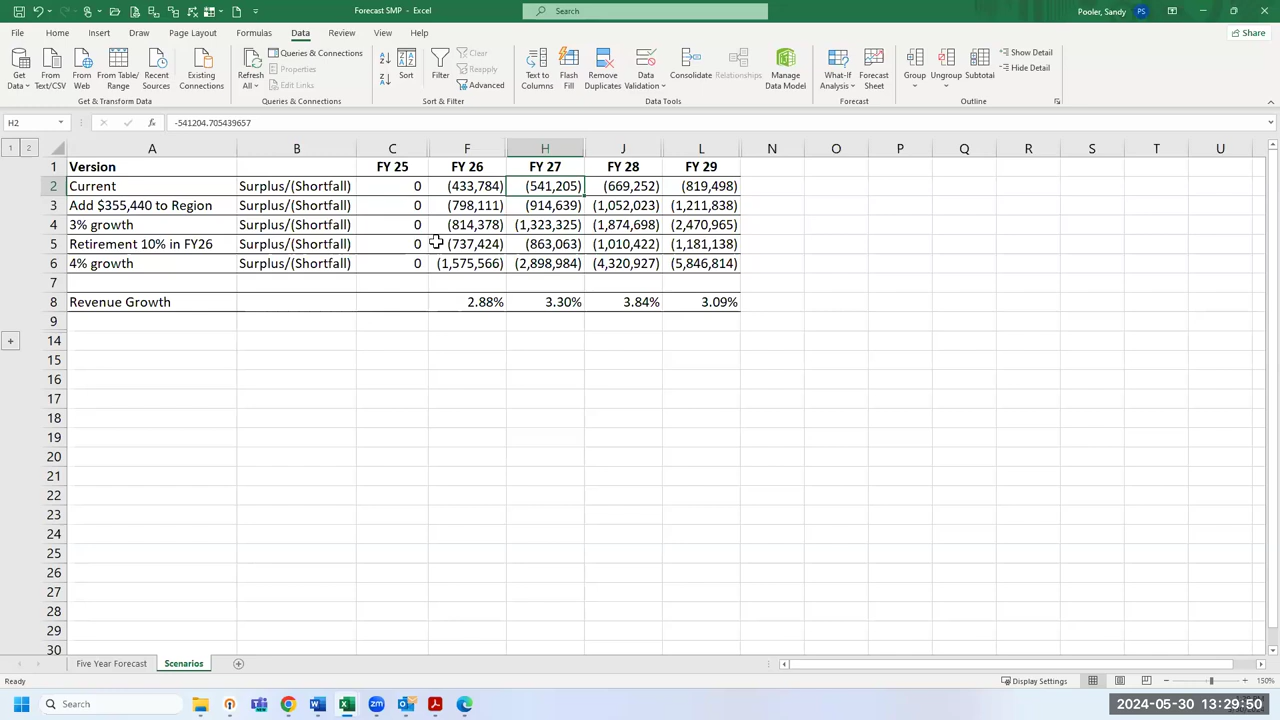 Forecast SMP - Excel
Search
Pooler, Sandy
PS
File Home Insert Draw Page Layout Formulas Data Review View Help
Share
Get Data
From Text/CSV
From Web
From Table/ Range
Recent Sources
Existing Connections
Get & Transform Data
Refresh All
Queries & Connections
Properties
Edit Links
Queries & Connections
Sort
Filter
Clear
Reapply
Advanced
Sort & Filter
Text to Columns
Flash Fill
Remove Duplicates
Data Validation
Consolidate
Relationships
Manage Data Model
Data Tools
What-If Analysis
Forecast Sheet
Forecast
Group
Ungroup
Subtotal
Show Detail
Hide Detail
Outline
H2
fx
-541204.705439657
1 2
A B C F H J L N O P Q R S T U
1 Version FY 25 FY 26 FY 27 FY 28 FY 29
2 Current Surplus/(Shortfall) 0 (433,784) (541,205) (669,252) (819,498)
3 Add $355,440 to Region Surplus/(Shortfall) 0 (798,111) (914,639) (1,052,023) (1,211,838)
4 3% growth Surplus/(Shortfall) 0 (814,378) (1,323,325) (1,874,698) (2,470,965)
5 Retirement 10% in FY26 Surplus/(Shortfall) 0 (737,424) (863,063) (1,010,422) (1,181,138)
6 4% growth Surplus/(Shortfall) 0 (1,575,566) (2,898,984) (4,320,927) (5,846,814)
7
8 Revenue Growth 2.88% 3.30% 3.84% 3.09%
9
14
15
16
17
18
19
20
21
22
23
24
25
26
27
28
29
30
Five Year Forecast Scenarios
Ready
Display Settings
150%
Search
2024-05-30 13:29:50